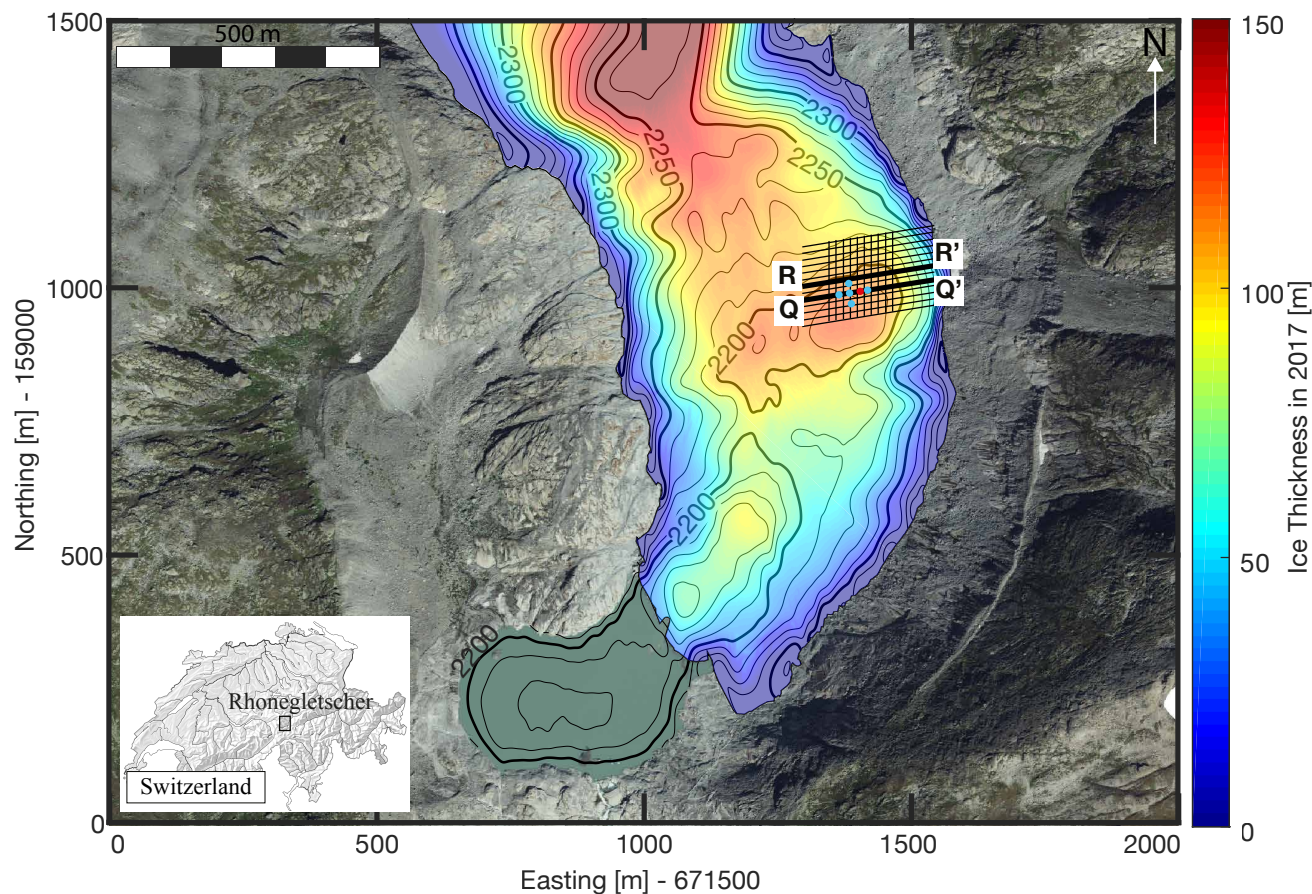 1500
500 m
N
150
2300
2300
2250
2250
2300
R
R'
1000
Q
Q'
100
2200
Northing [m] - 159000
Ice Thickness in 2017 [m]
500
2200
50
2200
Rhonegletscher
Switzerland
0
0
0
500
1000
1500
2000
Easting [m] - 671500